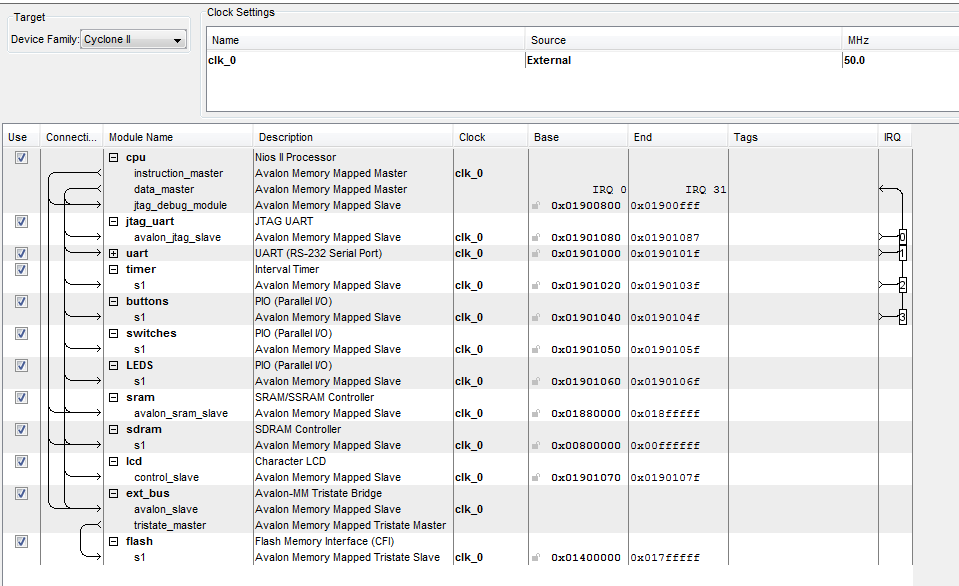 Target
Device Family: Cyclone II
Clock Settings
Name Source MHz
clk_0 External 50.0
Use Connecti... Module Name Description Clock Base End Tags IRQ
cpu Nios II Processor
instruction_master Avalon Memory Mapped Master clk_0
data_master Avalon Memory Mapped Master IRQ 0 IRQ 31
jtag_debug_module Avalon Memory Mapped Slave 0x01900800 0x01900fff
jtag_uart JTAG UART
avalon_jtag_slave Avalon Memory Mapped Slave clk_0 0x01901080 0x01901087 0
uart UART (RS-232 Serial Port) clk_0 0x01901000 0x0190101f 1
timer Interval Timer
s1 Avalon Memory Mapped Slave clk_0 0x01901020 0x0190103f 2
buttons PIO (Parallel I/O)
s1 Avalon Memory Mapped Slave clk_0 0x01901040 0x0190104f 3
switches PIO (Parallel I/O)
s1 Avalon Memory Mapped Slave clk_0 0x01901050 0x0190105f
LEDS PIO (Parallel I/O)
s1 Avalon Memory Mapped Slave clk_0 0x01901060 0x0190106f
sram SRAM/SSRAM Controller
avalon_sram_slave Avalon Memory Mapped Slave clk_0 0x01880000 0x018fffff
sdram SDRAM Controller
s1 Avalon Memory Mapped Slave clk_0 0x00800000 0x00ffffff
lcd Character LCD
control_slave Avalon Memory Mapped Slave clk_0 0x01901070 0x0190107f
ext_bus Avalon-MM Tristate Bridge
avalon_slave Avalon Memory Mapped Slave clk_0
tristate_master Avalon Memory Mapped Tristate Master
flash Flash Memory Interface (CFI)
s1 Avalon Memory Mapped Tristate Slave clk_0 0x01400000 0x017fffff